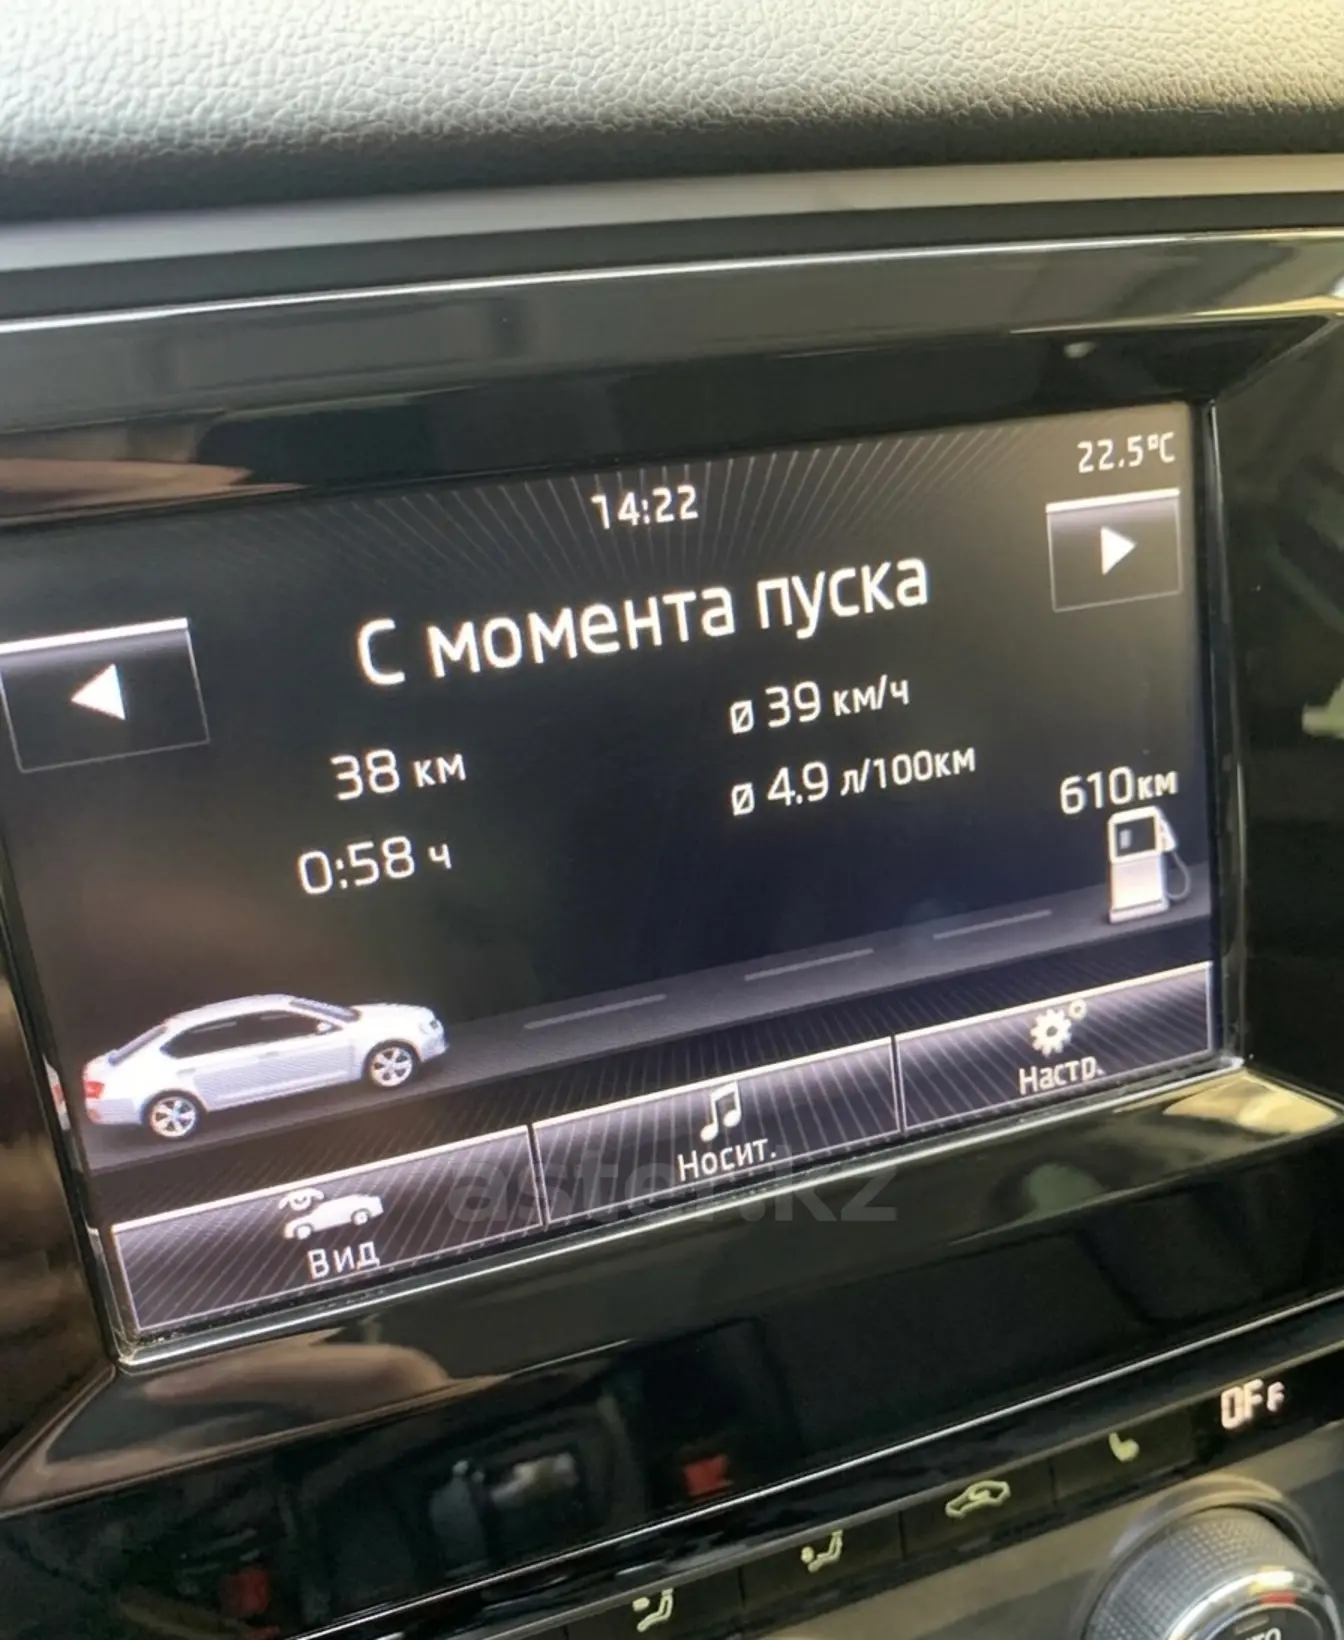 22.5°C
14:22
С момента пуска
ø 39 км/ч
38 км
ø 4.9 л/100км
610км
0:58 ч
Настр.
Носит.
Вид
aster.kz
OFF